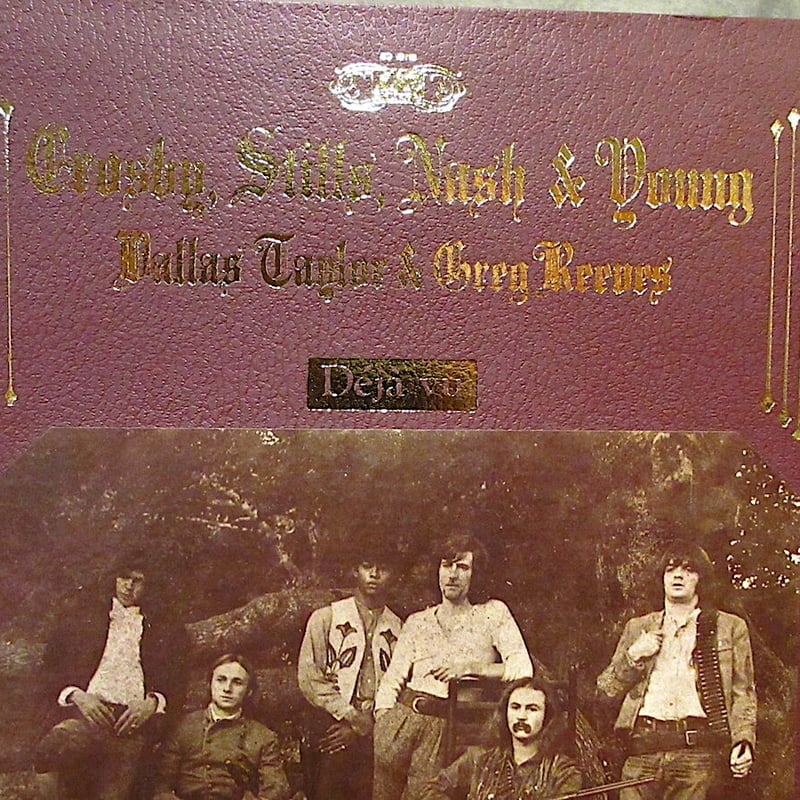 Crosby, Stills, Nash & Young
Dallas Taylor & Greg Reeves
Déjà vu